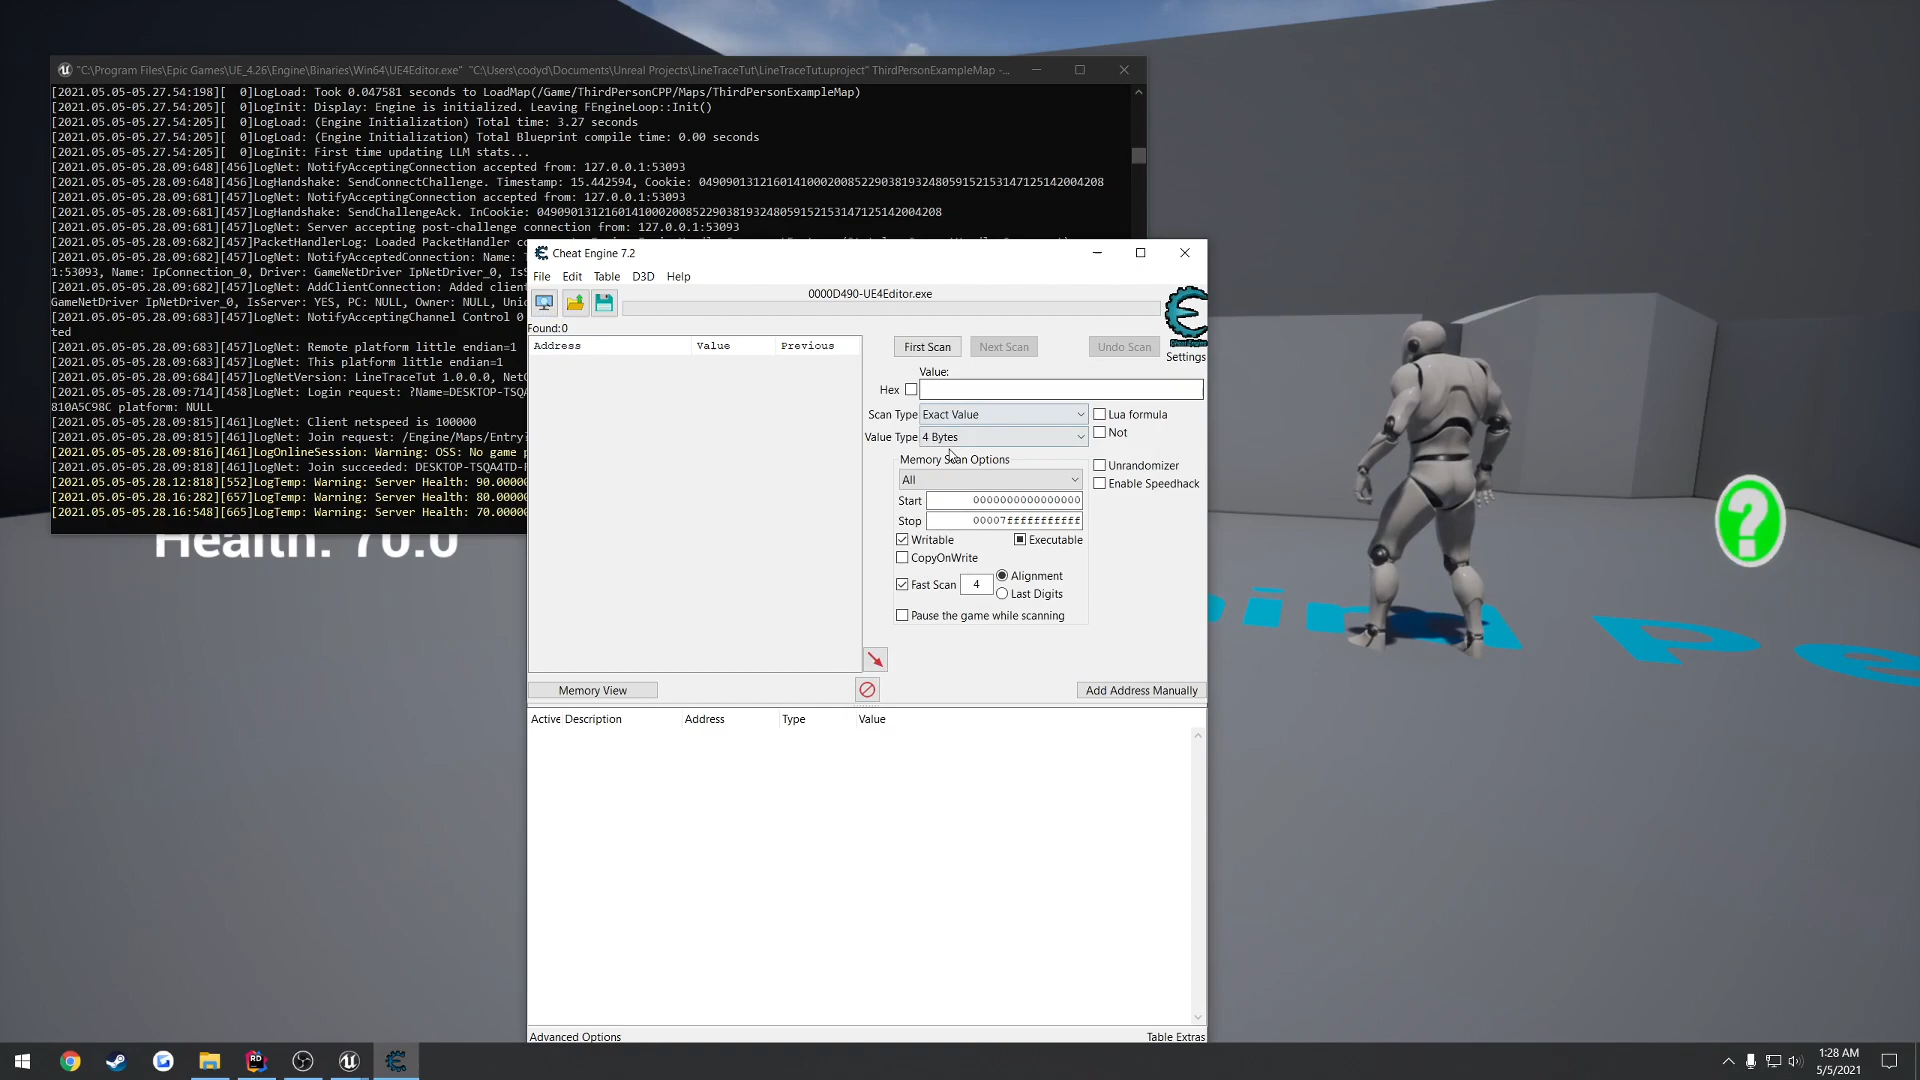 "C:\Program Files\Epic Games\UE_4.26\Engine\Binaries\Win64\UE4Editor.exe"  "C:\Users\codyd\Documents\Unreal Projects\LineTraceTut\LineTraceTut.uproject" ThirdPersonExampleMap -...
[2021.05.05-05.27.54:198][  0]LogLoad: Took 0.047581 seconds to LoadMap(/Game/ThirdPersonCPP/Maps/ThirdPersonExampleMap)
[2021.05.05-05.27.54:205][  0]LogInit: Display: Engine is initialized. Leaving FEngineLoop::Init()
[2021.05.05-05.27.54:205][  0]LogLoad: (Engine Initialization) Total time: 3.27 seconds
[2021.05.05-05.27.54:205][  0]LogLoad: (Engine Initialization) Total Blueprint compile time: 0.00 seconds
[2021.05.05-05.27.54:205][  0]LogInit: First time updating LLM stats...
[2021.05.05-05.28.09:648][456]LogNet: NotifyAcceptingConnection accepted from: 127.0.0.1:53093
[2021.05.05-05.28.09:648][456]LogHandshake: SendConnectChallenge. Timestamp: 15.442594, Cookie: 049090131216014100020085229038193248059152153147125142004208
[2021.05.05-05.28.09:681][457]LogNet: NotifyAcceptingConnection accepted from: 127.0.0.1:53093
[2021.05.05-05.28.09:681][457]LogHandshake: SendChallengeAck. InCookie: 049090131216014100020085229038193248059152153147125142004208
[2021.05.05-05.28.09:681][457]LogNet: Server accepting post-challenge connection from: 127.0.0.1:53093
[2021.05.05-05.28.09:682][457]PacketHandlerLog: Loaded PacketHandler
[2021.05.05-05.28.09:682][457]LogNet: NotifyAcceptedConnection: Name:
1:53093, Name: IpConnection_0, Driver: GameNetDriver IpNetDriver_0, IsS
[2021.05.05-05.28.09:682][457]LogNet: AddClientConnection: Added client
GameNetDriver IpNetDriver_0, IsServer: YES, PC: NULL, Owner: NULL, Uni
[2021.05.05-05.28.09:683][457]LogNet: NotifyAcceptingChannel Control 0
ted
[2021.05.05-05.28.09:683][457]LogNet: Remote platform little endian=1
[2021.05.05-05.28.09:683][457]LogNet: This platform little endian=1
[2021.05.05-05.28.09:684][457]LogNetVersion: LineTraceTut 1.0.0.0, Net
[2021.05.05-05.28.09:714][458]LogNet: Login request: ?Name=DESKTOP-TSQA
810A5C98C platform: NULL
[2021.05.05-05.28.09:815][461]LogNet: Client netspeed is 100000
[2021.05.05-05.28.09:815][461]LogNet: Join request: /Engine/Maps/Entry?
[2021.05.05-05.28.09:816][461]LogOnlineSession: Warning: OSS: No game p
[2021.05.05-05.28.09:818][461]LogNet: Join succeeded: DESKTOP-TSQA4TD-F
[2021.05.05-05.28.12:818][552]LogTemp: Warning: Server Health: 90.00000
[2021.05.05-05.28.16:282][657]LogTemp: Warning: Server Health: 80.00000
[2021.05.05-05.28.16:548][665]LogTemp: Warning: Server Health: 70.00000
Health: 70.0
Cheat Engine 7.2
File Edit Table D3D Help
0000D490-UE4Editor.exe
Found:0
Address Value Previous
First Scan Next Scan Undo Scan
Settings
Value:
Hex
Scan Type Exact Value Lua formula
Value Type 4 Bytes Not
Memory Scan Options
All
Unrandomizer
Enable Speedhack
Start 0000000000000000
Stop 00007fffffffffff
Writable Executable
CopyOnWrite
Fast Scan 4 Alignment
Last Digits
Pause the game while scanning
Memory View Add Address Manually
Active Description Address Type Value
Advanced Options Table Extras
?
1:28 AM
5/5/2021